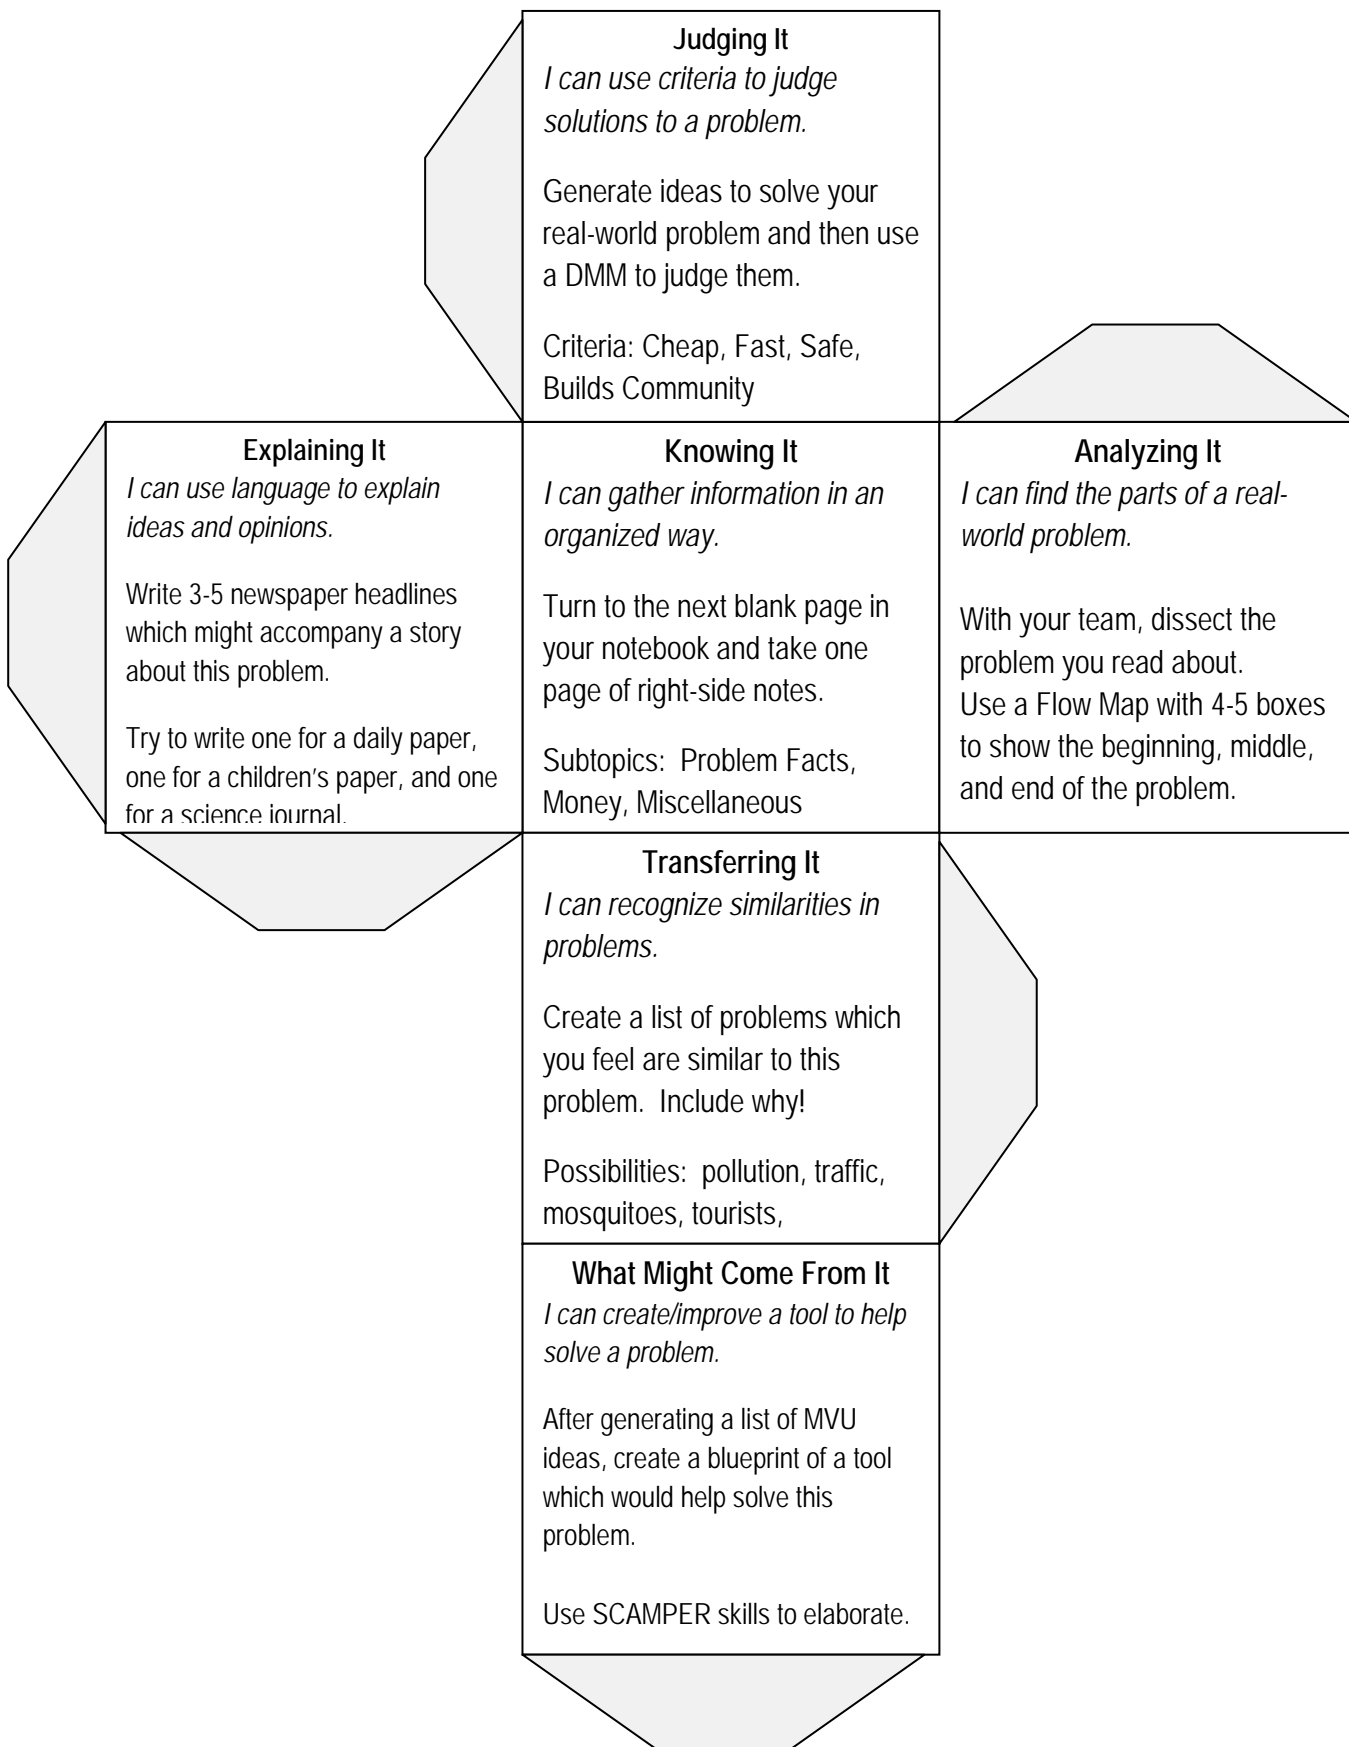 Judging It
I can use criteria to judge
solutions to a problem.
Generate ideas to solve your
real-world problem and then use
a DMM to judge them.
Criteria: Cheap, Fast, Safe,
Builds Community
Explaining It
I can use language to explain
ideas and opinions.
Write 3-5 newspaper headlines
which might accompany a story
about this problem.
Try to write one for a daily paper,
one for a children's paper, and one
for a science journal.
Knowing It
I can gather information in an
organized way.
Turn to the next blank page in
your notebook and take one
page of right-side notes.
Subtopics:  Problem Facts,
Money, Miscellaneous
Analyzing It
I can find the parts of a real-
world problem.
With your team, dissect the
problem you read about.
Use a Flow Map with 4-5 boxes
to show the beginning, middle,
and end of the problem.
Transferring It
I can recognize similarities in
problems.
Create a list of problems which
you feel are similar to this
problem.  Include why!
Possibilities:  pollution, traffic,
mosquitoes, tourists,
What Might Come From It
I can create/improve a tool to help
solve a problem.
After generating a list of MVU
ideas, create a blueprint of a tool
which would help solve this
problem.
Use SCAMPER skills to elaborate.